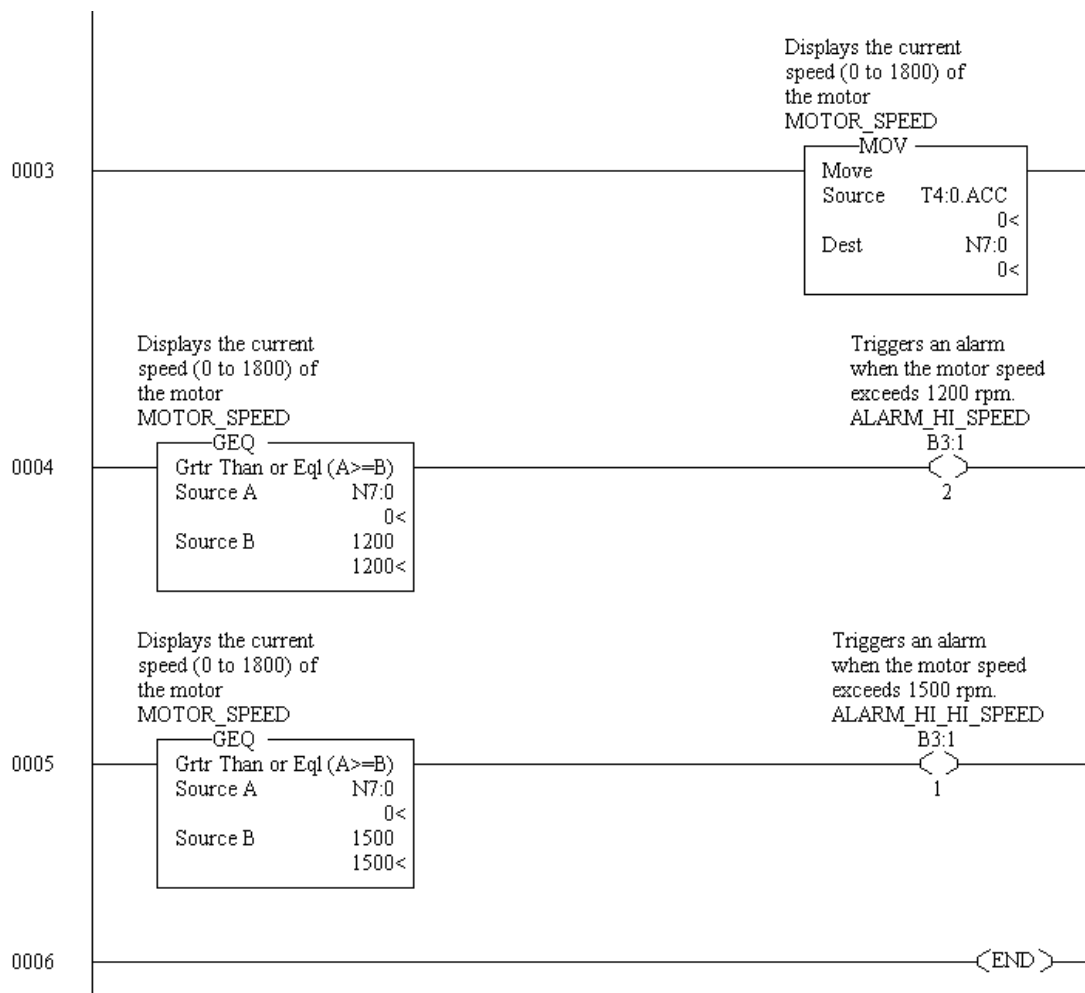 Displays the current
speed (0 to 1800) of
the motor
MOTOR_SPEED
MOV
0003
Move
Source T4:0.ACC
0<
Dest N7:0
0<
Displays the current
speed (0 to 1800) of
the motor
MOTOR_SPEED
Triggers an alarm
when the motor speed
exceeds 1200 rpm.
ALARM_HI_SPEED
GEQ
B3:1
0004
Grtr Than or Eql (A>=B)
Source A N7:0
0<
Source B 1200
1200<
2
Displays the current
speed (0 to 1800) of
the motor
MOTOR_SPEED
Triggers an alarm
when the motor speed
exceeds 1500 rpm.
ALARM_HI_HI_SPEED
GEQ
B3:1
0005
Grtr Than or Eql (A>=B)
Source A N7:0
0<
Source B 1500
1500<
1
0006
END